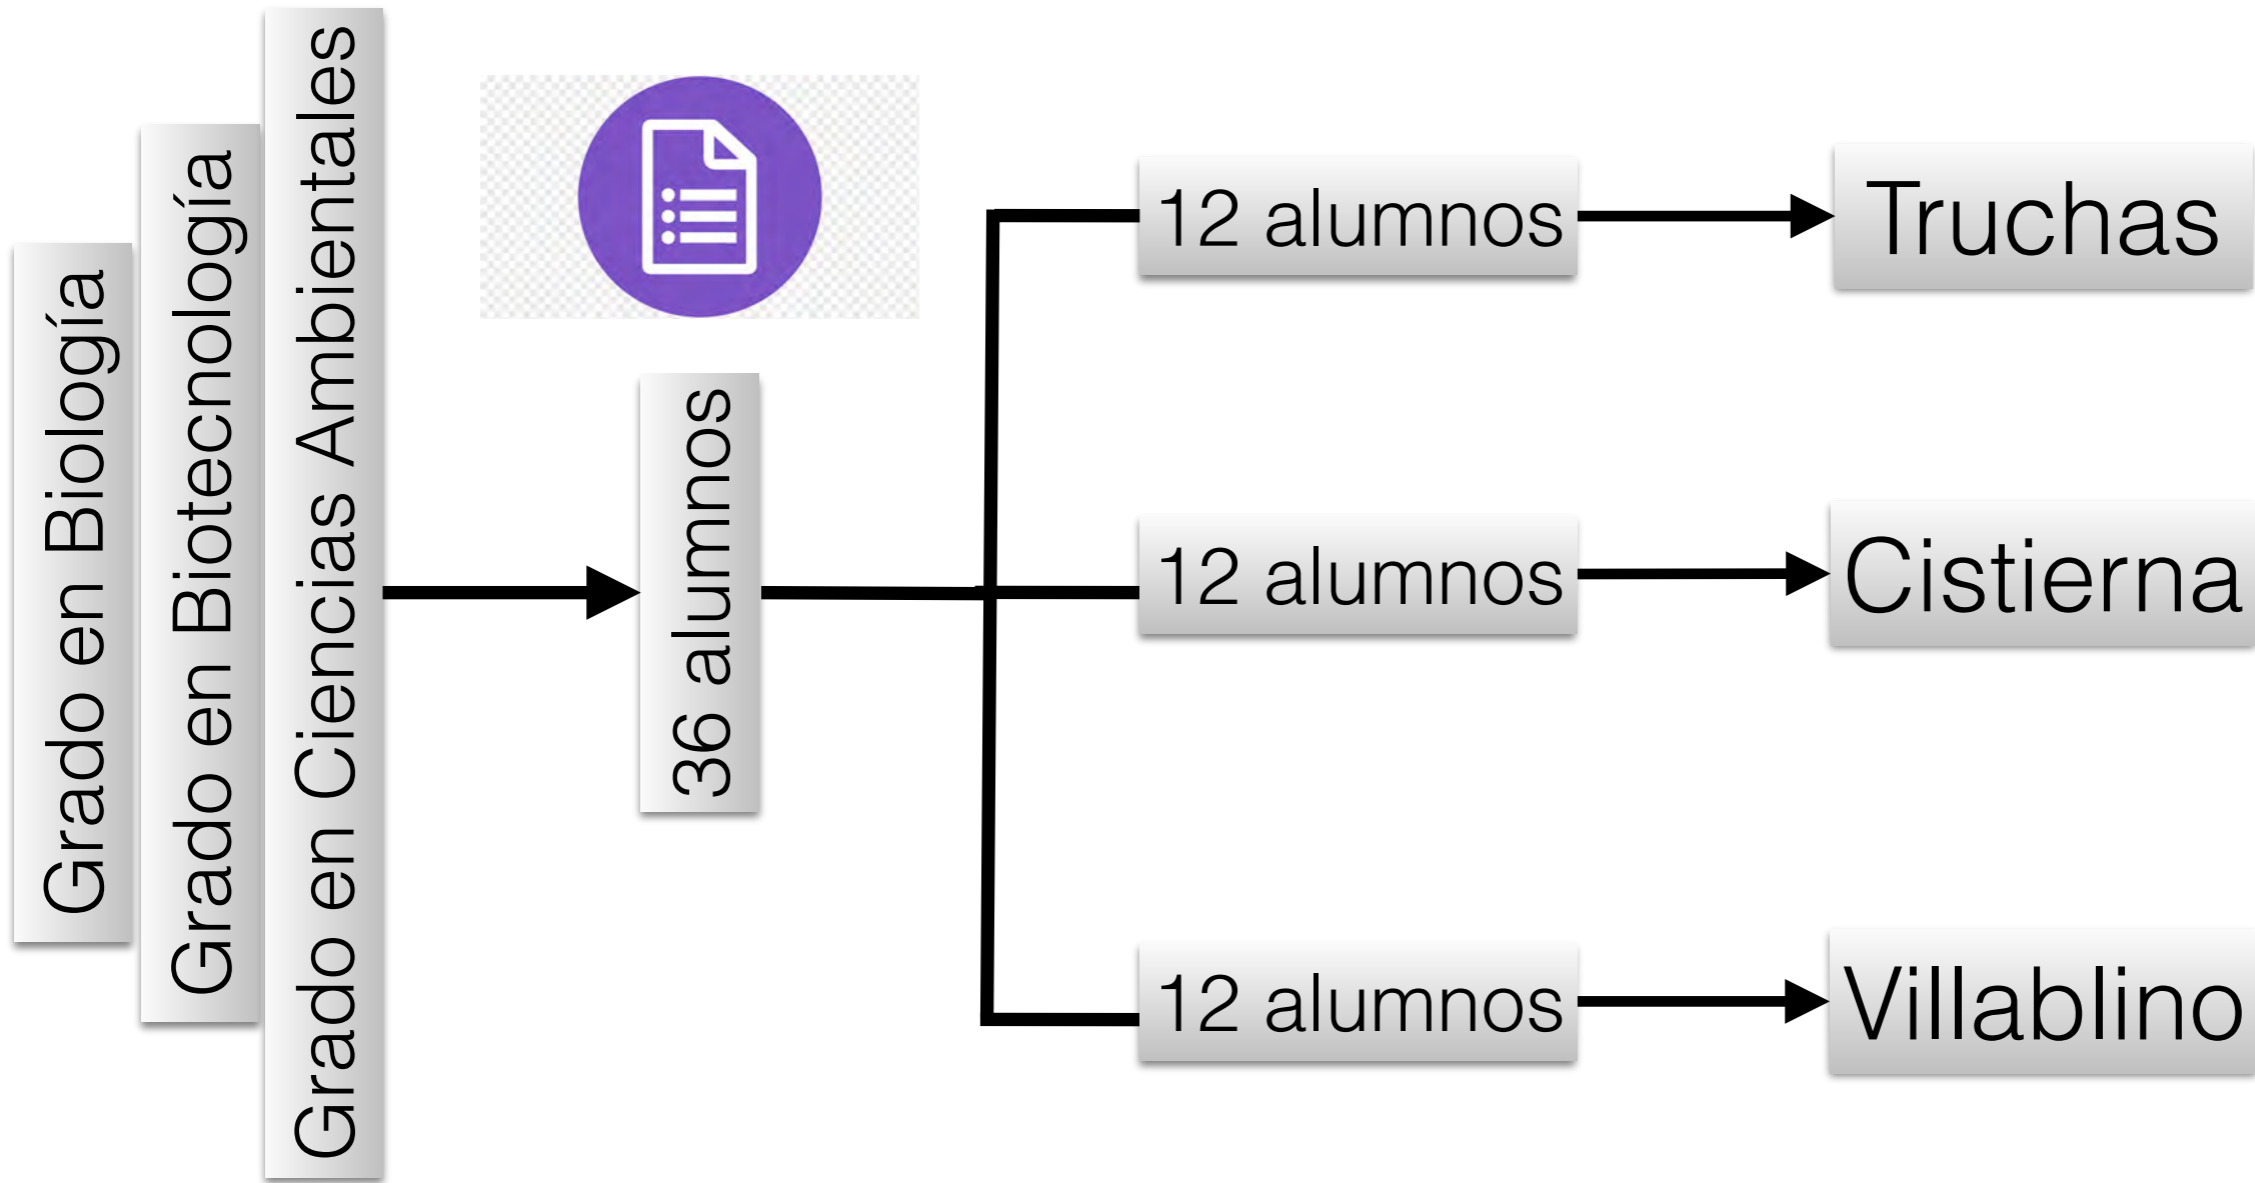 Grado en Biología
Grado en Biotecnología
Grado en Ciencias Ambientales
36 alumnos
12 alumnos
Truchas
12 alumnos
Cistierna
12 alumnos
Villablino